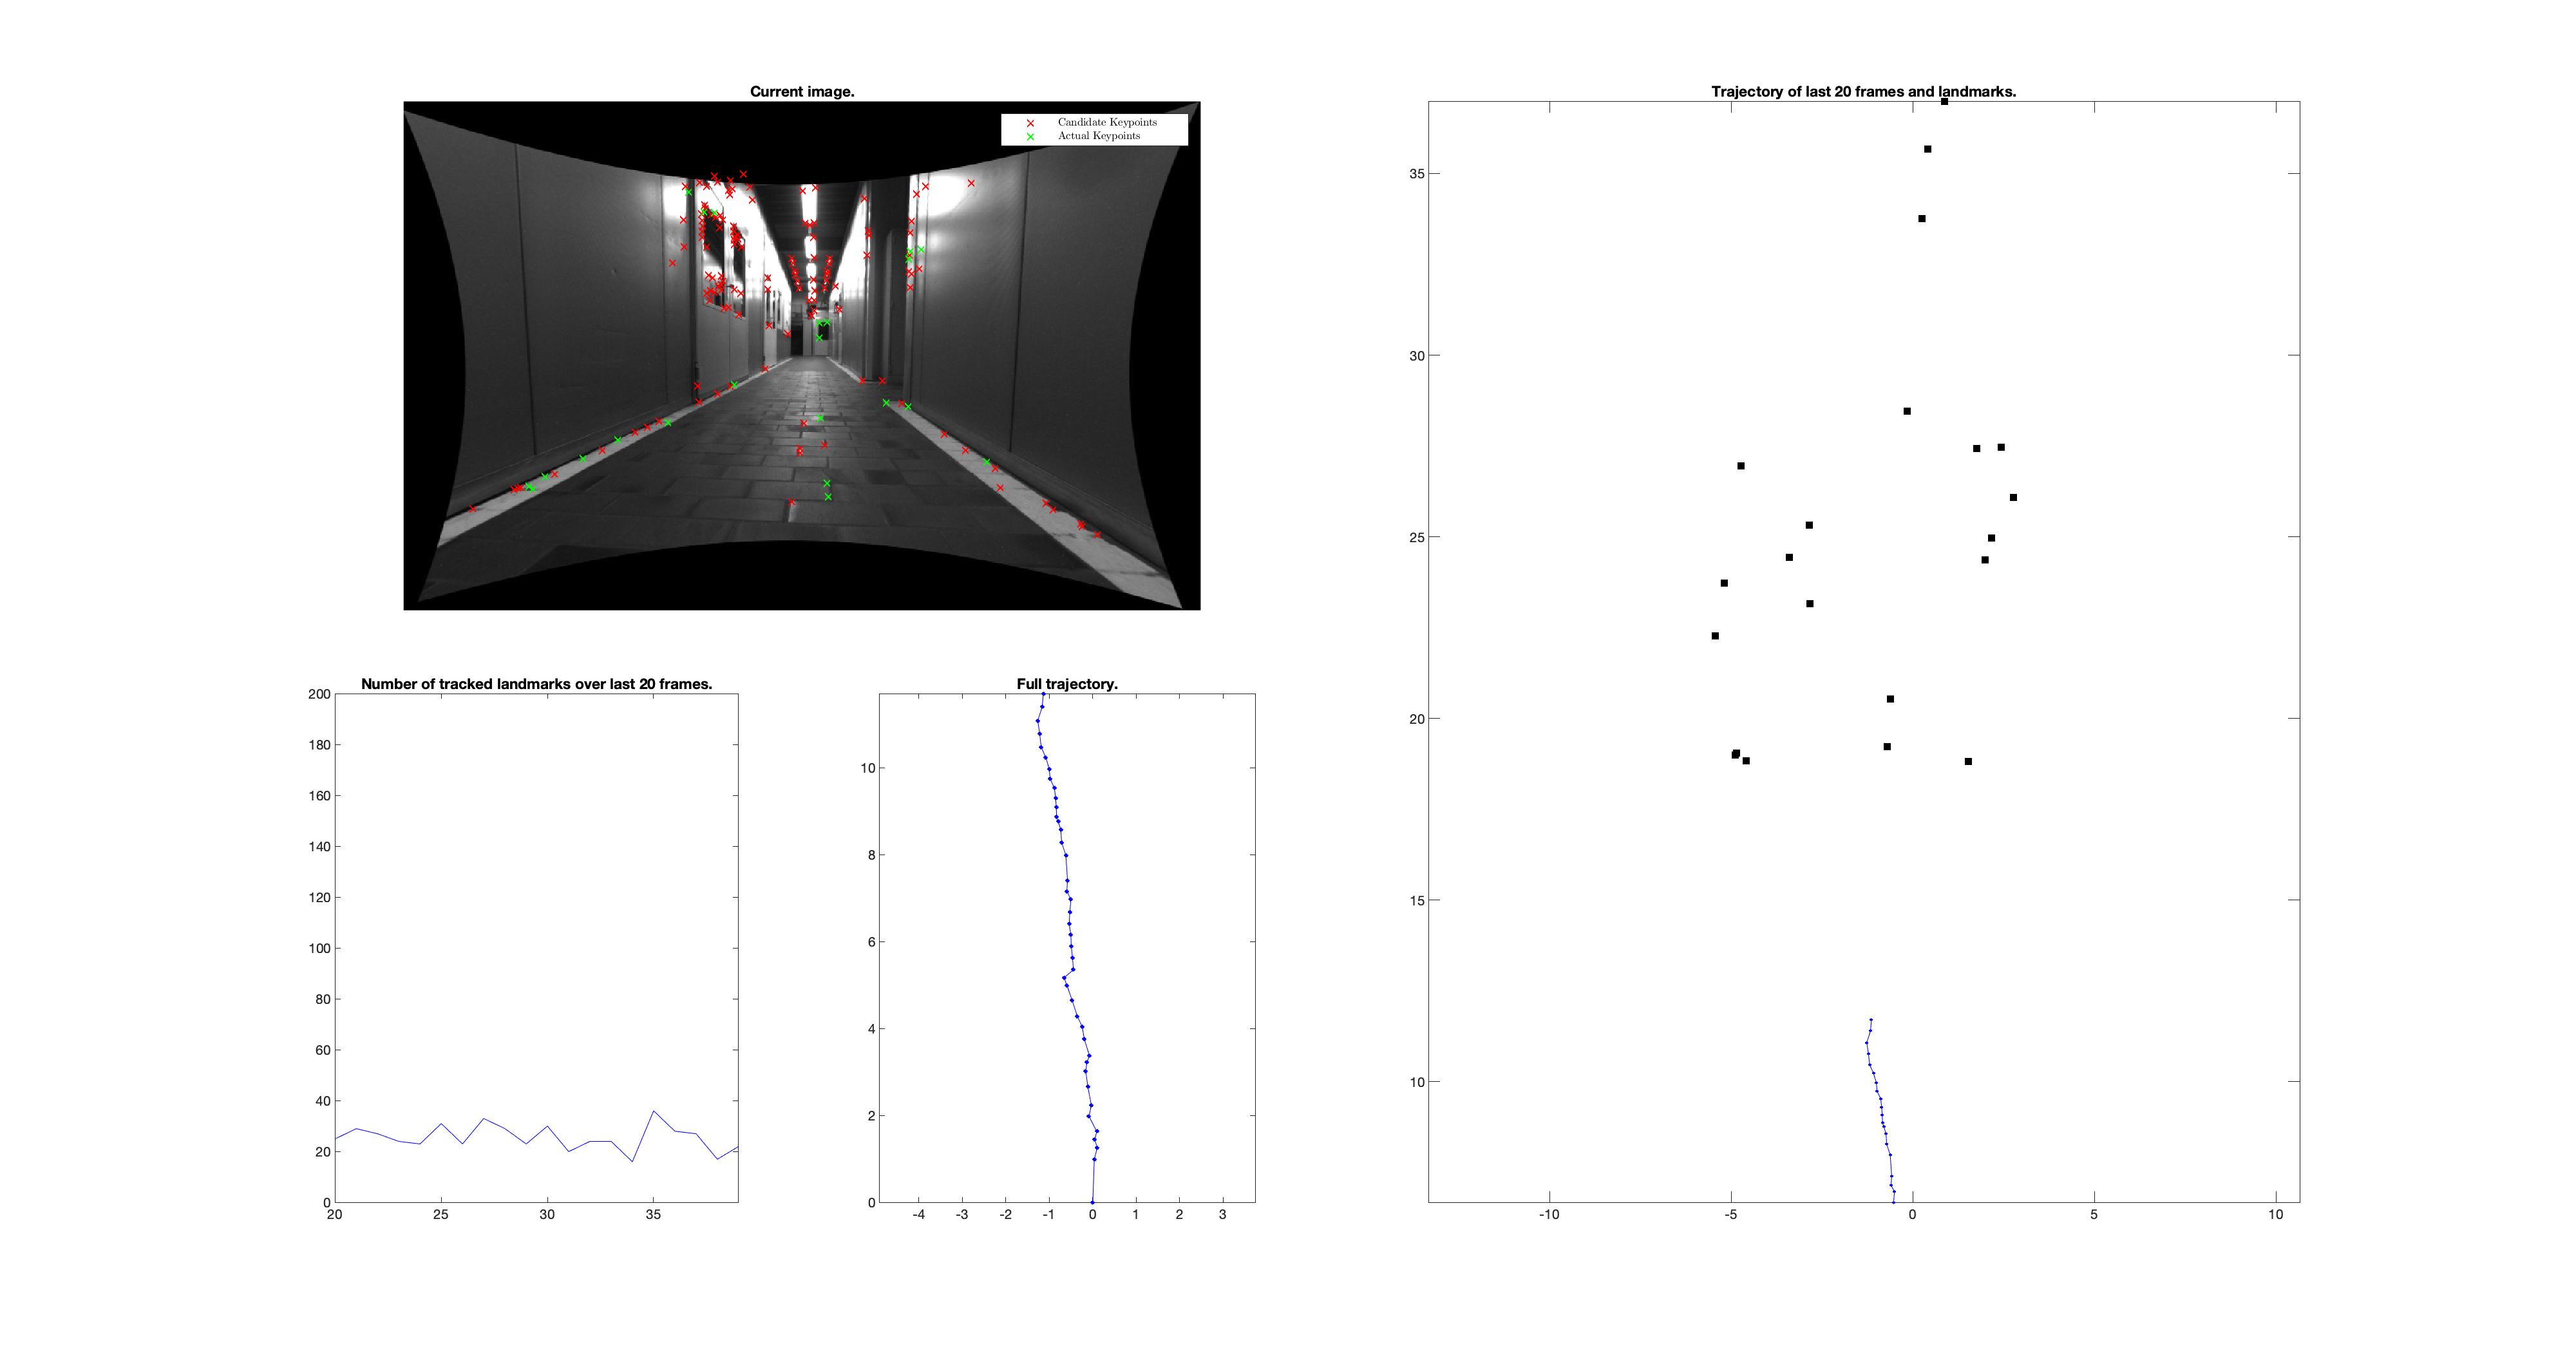 Current image.
Candidate Keypoints
Actual Keypoints
Number of tracked landmarks over last 20 frames.
200
180
160
140
120
100
80
60
40
20
0
20 25 30 35
Full trajectory.
10
8
6
4
2
0
-4 -3 -2 -1 0 1 2 3
Trajectory of last 20 frames and landmarks.
35
30
25
20
15
10
-10 -5 0 5 10